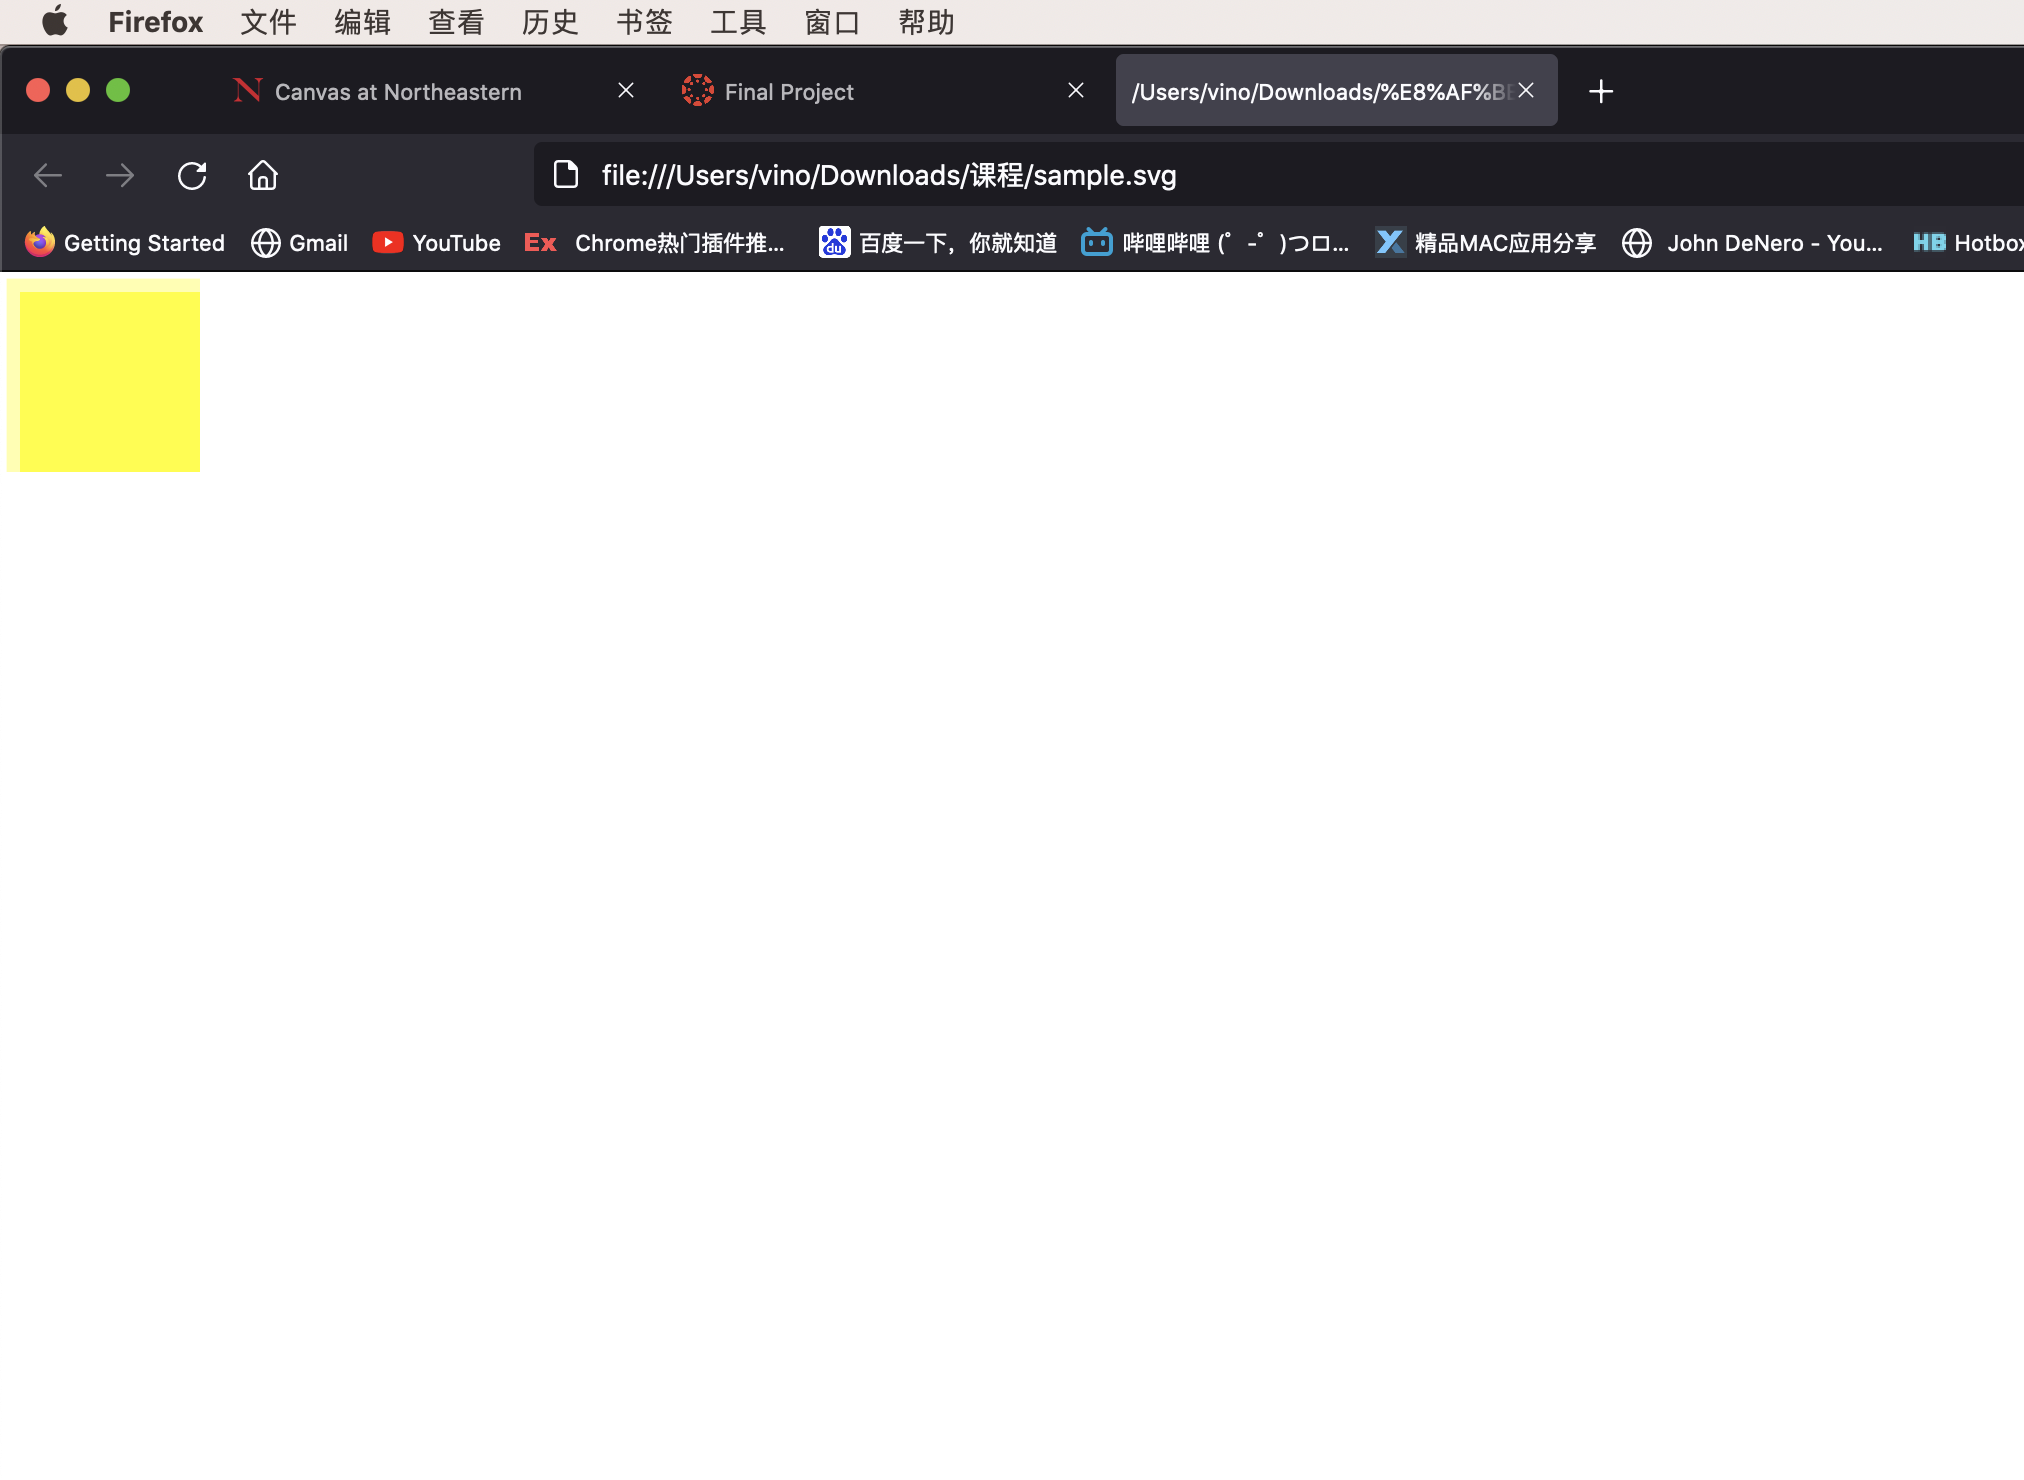 Firefox 文件 编辑 查看 历史 书签 工具 窗口 帮助
N Canvas at Northeastern Final Project /Users/vino/Downloads/%E8%AF%BE
file:///Users/vino/Downloads/课程/sample.svg
Getting Started Gmail YouTube Ex Chrome热门插件推... du 百度一下，你就知道 哔哩哔哩 (゜-゜)つロ... X 精品MAC应用分享 John DeNero - You... HB Hotbox